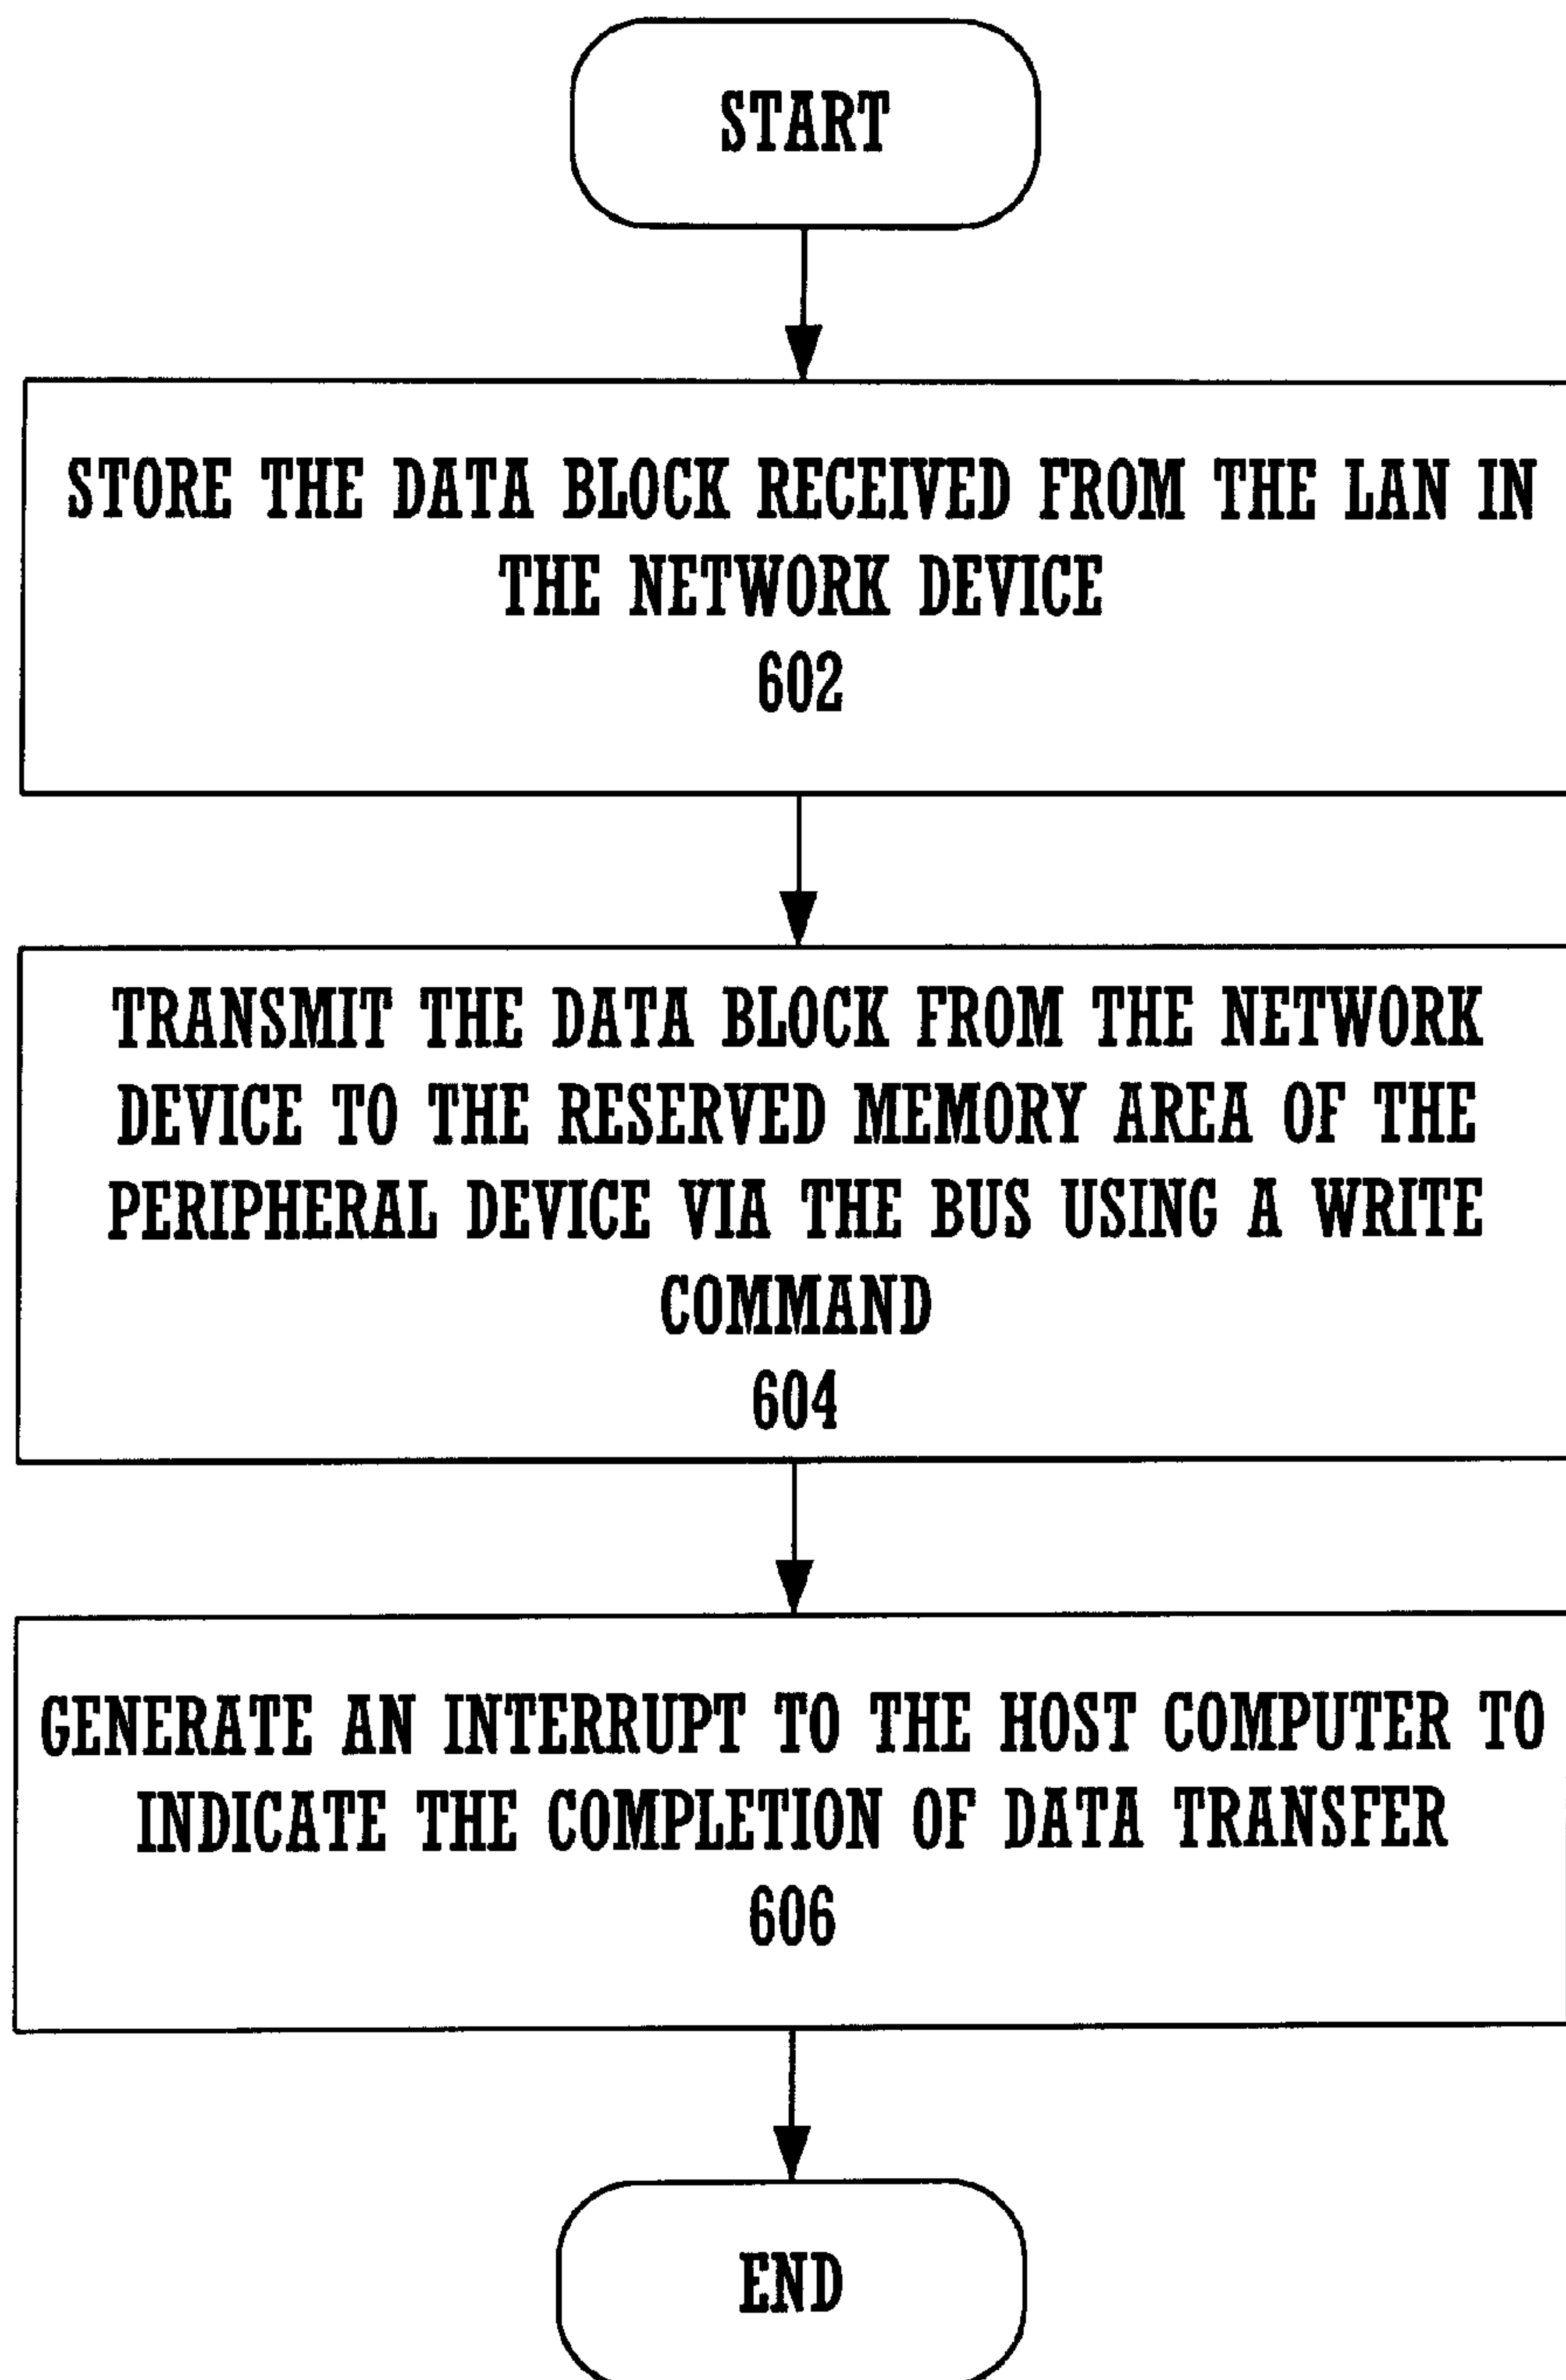 START
STORE THE DATA BLOCK RECEIVED FROM THE LAN IN
THE NETWORK DEVICE
602
TRANSMIT THE DATA BLOCK FROM THE NETWORK
DEVICE TO THE RESERVED MEMORY AREA OF THE
PERIPHERAL DEVICE VIA THE BUS USING A WRITE
COMMAND
604
GENERATE AN INTERRUPT TO THE HOST COMPUTER TO
INDICATE THE COMPLETION OF DATA TRANSFER
606
END